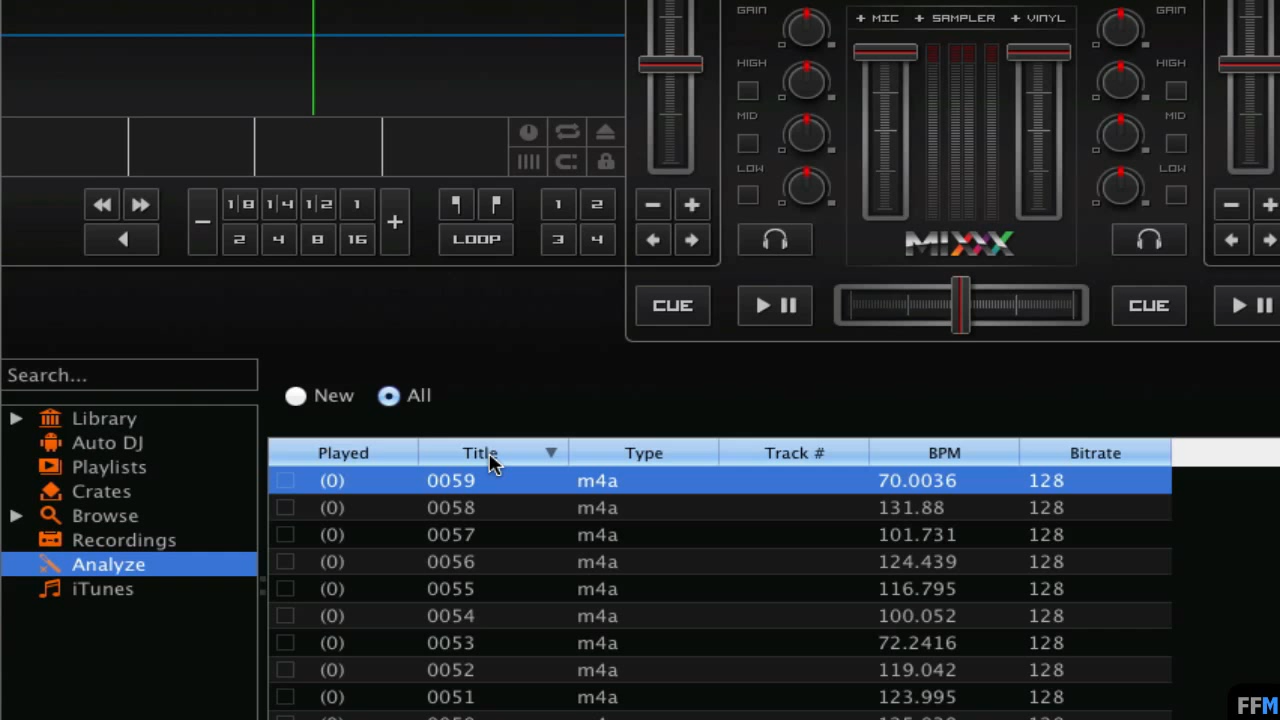 GAIN
+ MIC + SAMPLER + VINYL
GAIN
HIGH
HIGH
MID
MID
LOW
LOW
1|8 1|4 1|2 1
2 4 8 16
LOOP
1 2
3 4
MIXXX
CUE
CUE
Search...
New
All
Library
Auto DJ
Playlists
Crates
Browse
Recordings
Analyze
iTunes
Played Title Type Track # BPM Bitrate
(0) 0059 m4a 70.0036 128
(0) 0058 m4a 131.88 128
(0) 0057 m4a 101.731 128
(0) 0056 m4a 124.439 128
(0) 0055 m4a 116.795 128
(0) 0054 m4a 100.052 128
(0) 0053 m4a 72.2416 128
(0) 0052 m4a 119.042 128
(0) 0051 m4a 123.995 128
FFM